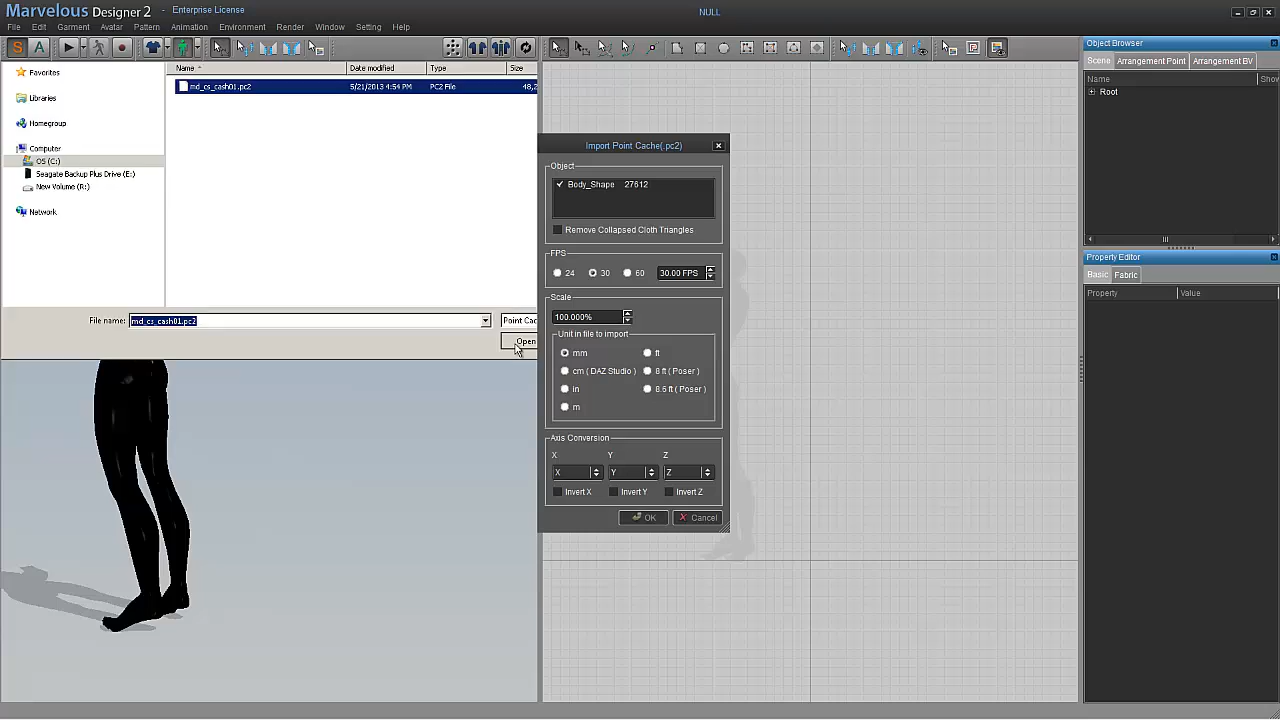 Marvelous Designer 2 - Enterprise License
NULL
File Edit Garment Avatar Pattern Animation Environment Render Window Setting Help
S A
Object Browser
Scene Arrangement Point Arrangement BV
Name Show
Root
Favorites
Libraries
Homegroup
Computer
OS (C:)
Seagate Backup Plus Drive (E:)
New Volume (R:)
Network
Name Date modified Type Size
md_cs_cash01.pc2 5/21/2013 4:54 PM PC2 File 48,2
File name: md_cs_cash01.pc2 Point Cac
Open
Import Point Cache(.pc2)
Object
Body_Shape 27612
Remove Collapsed Cloth Triangles
FPS
24 30 60 30.00 FPS
Scale
100.000%
Unit in file to import
mm ft
cm ( DAZ Studio ) 8 ft ( Poser )
in 8.6 ft ( Poser )
m
Axis Conversion
X Y Z
X Y Z
Invert X Invert Y Invert Z
OK Cancel
Property Editor
Basic Fabric
Property Value